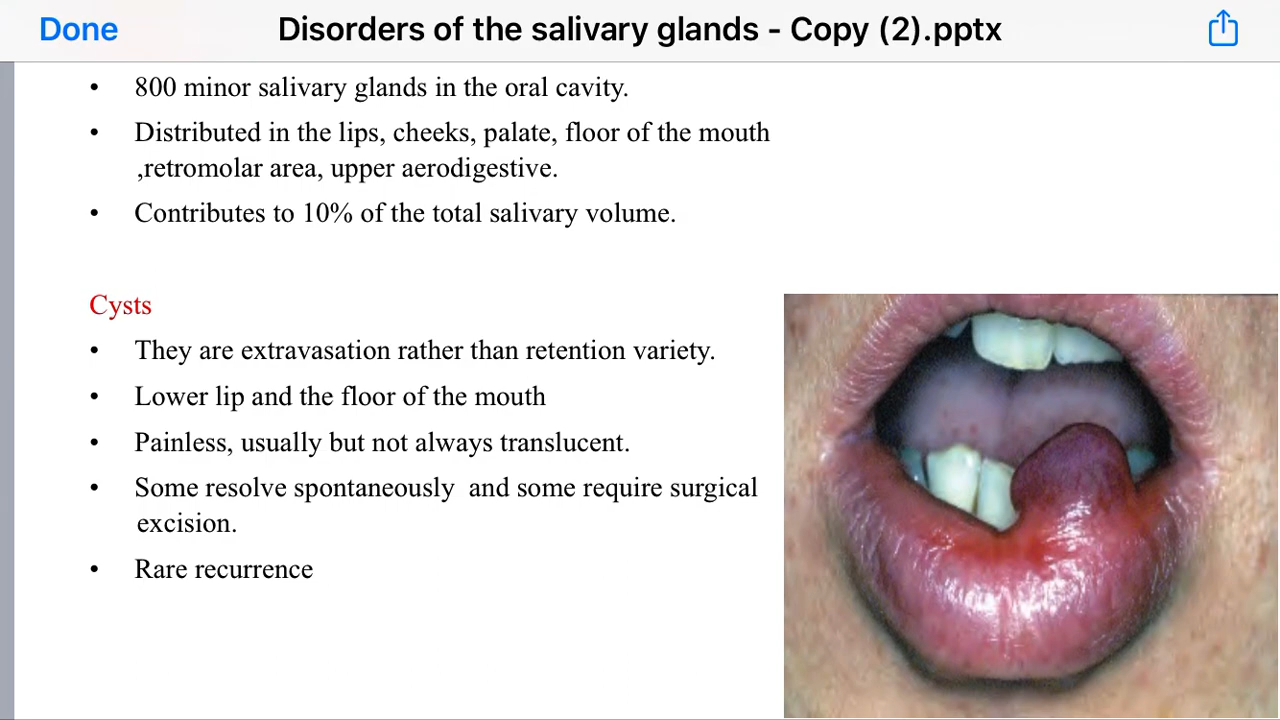 Done
Disorders of the salivary glands - Copy (2).pptx
• 800 minor salivary glands in the oral cavity.
• Distributed in the lips, cheeks, palate, floor of the mouth
,retromolar area, upper aerodigestive.
• Contributes to 10% of the total salivary volume.
Cysts
• They are extravasation rather than retention variety.
• Lower lip and the floor of the mouth
• Painless, usually but not always translucent.
• Some resolve spontaneously  and some require surgical
excision.
• Rare recurrence